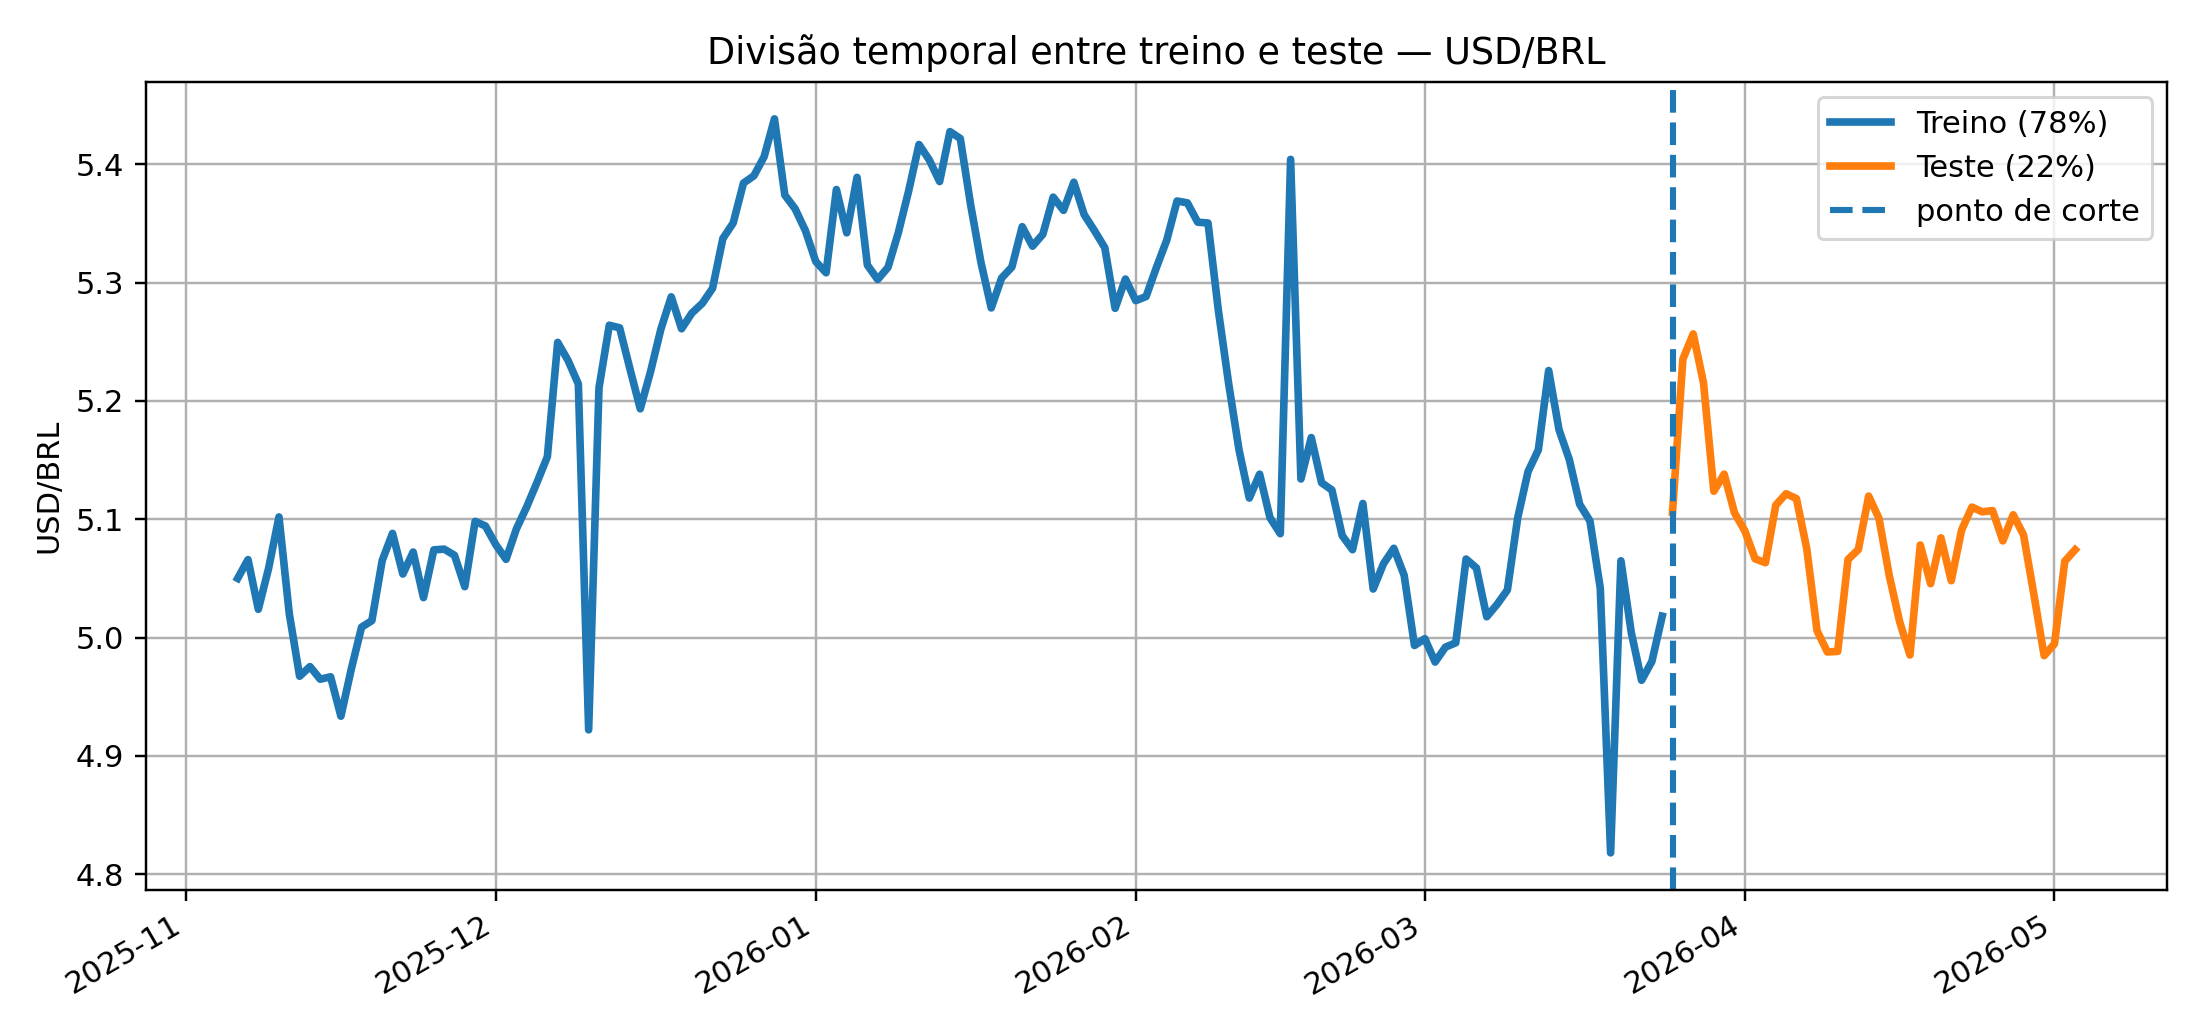 Divisão temporal entre treino e teste — USD/BRL
Treino (78%)
Teste (22%)
ponto de corte
USD/BRL
5.4
5.3
5.2
5.1
5.0
4.9
4.8
2025-11
2025-12
2026-01
2026-02
2026-03
2026-04
2026-05